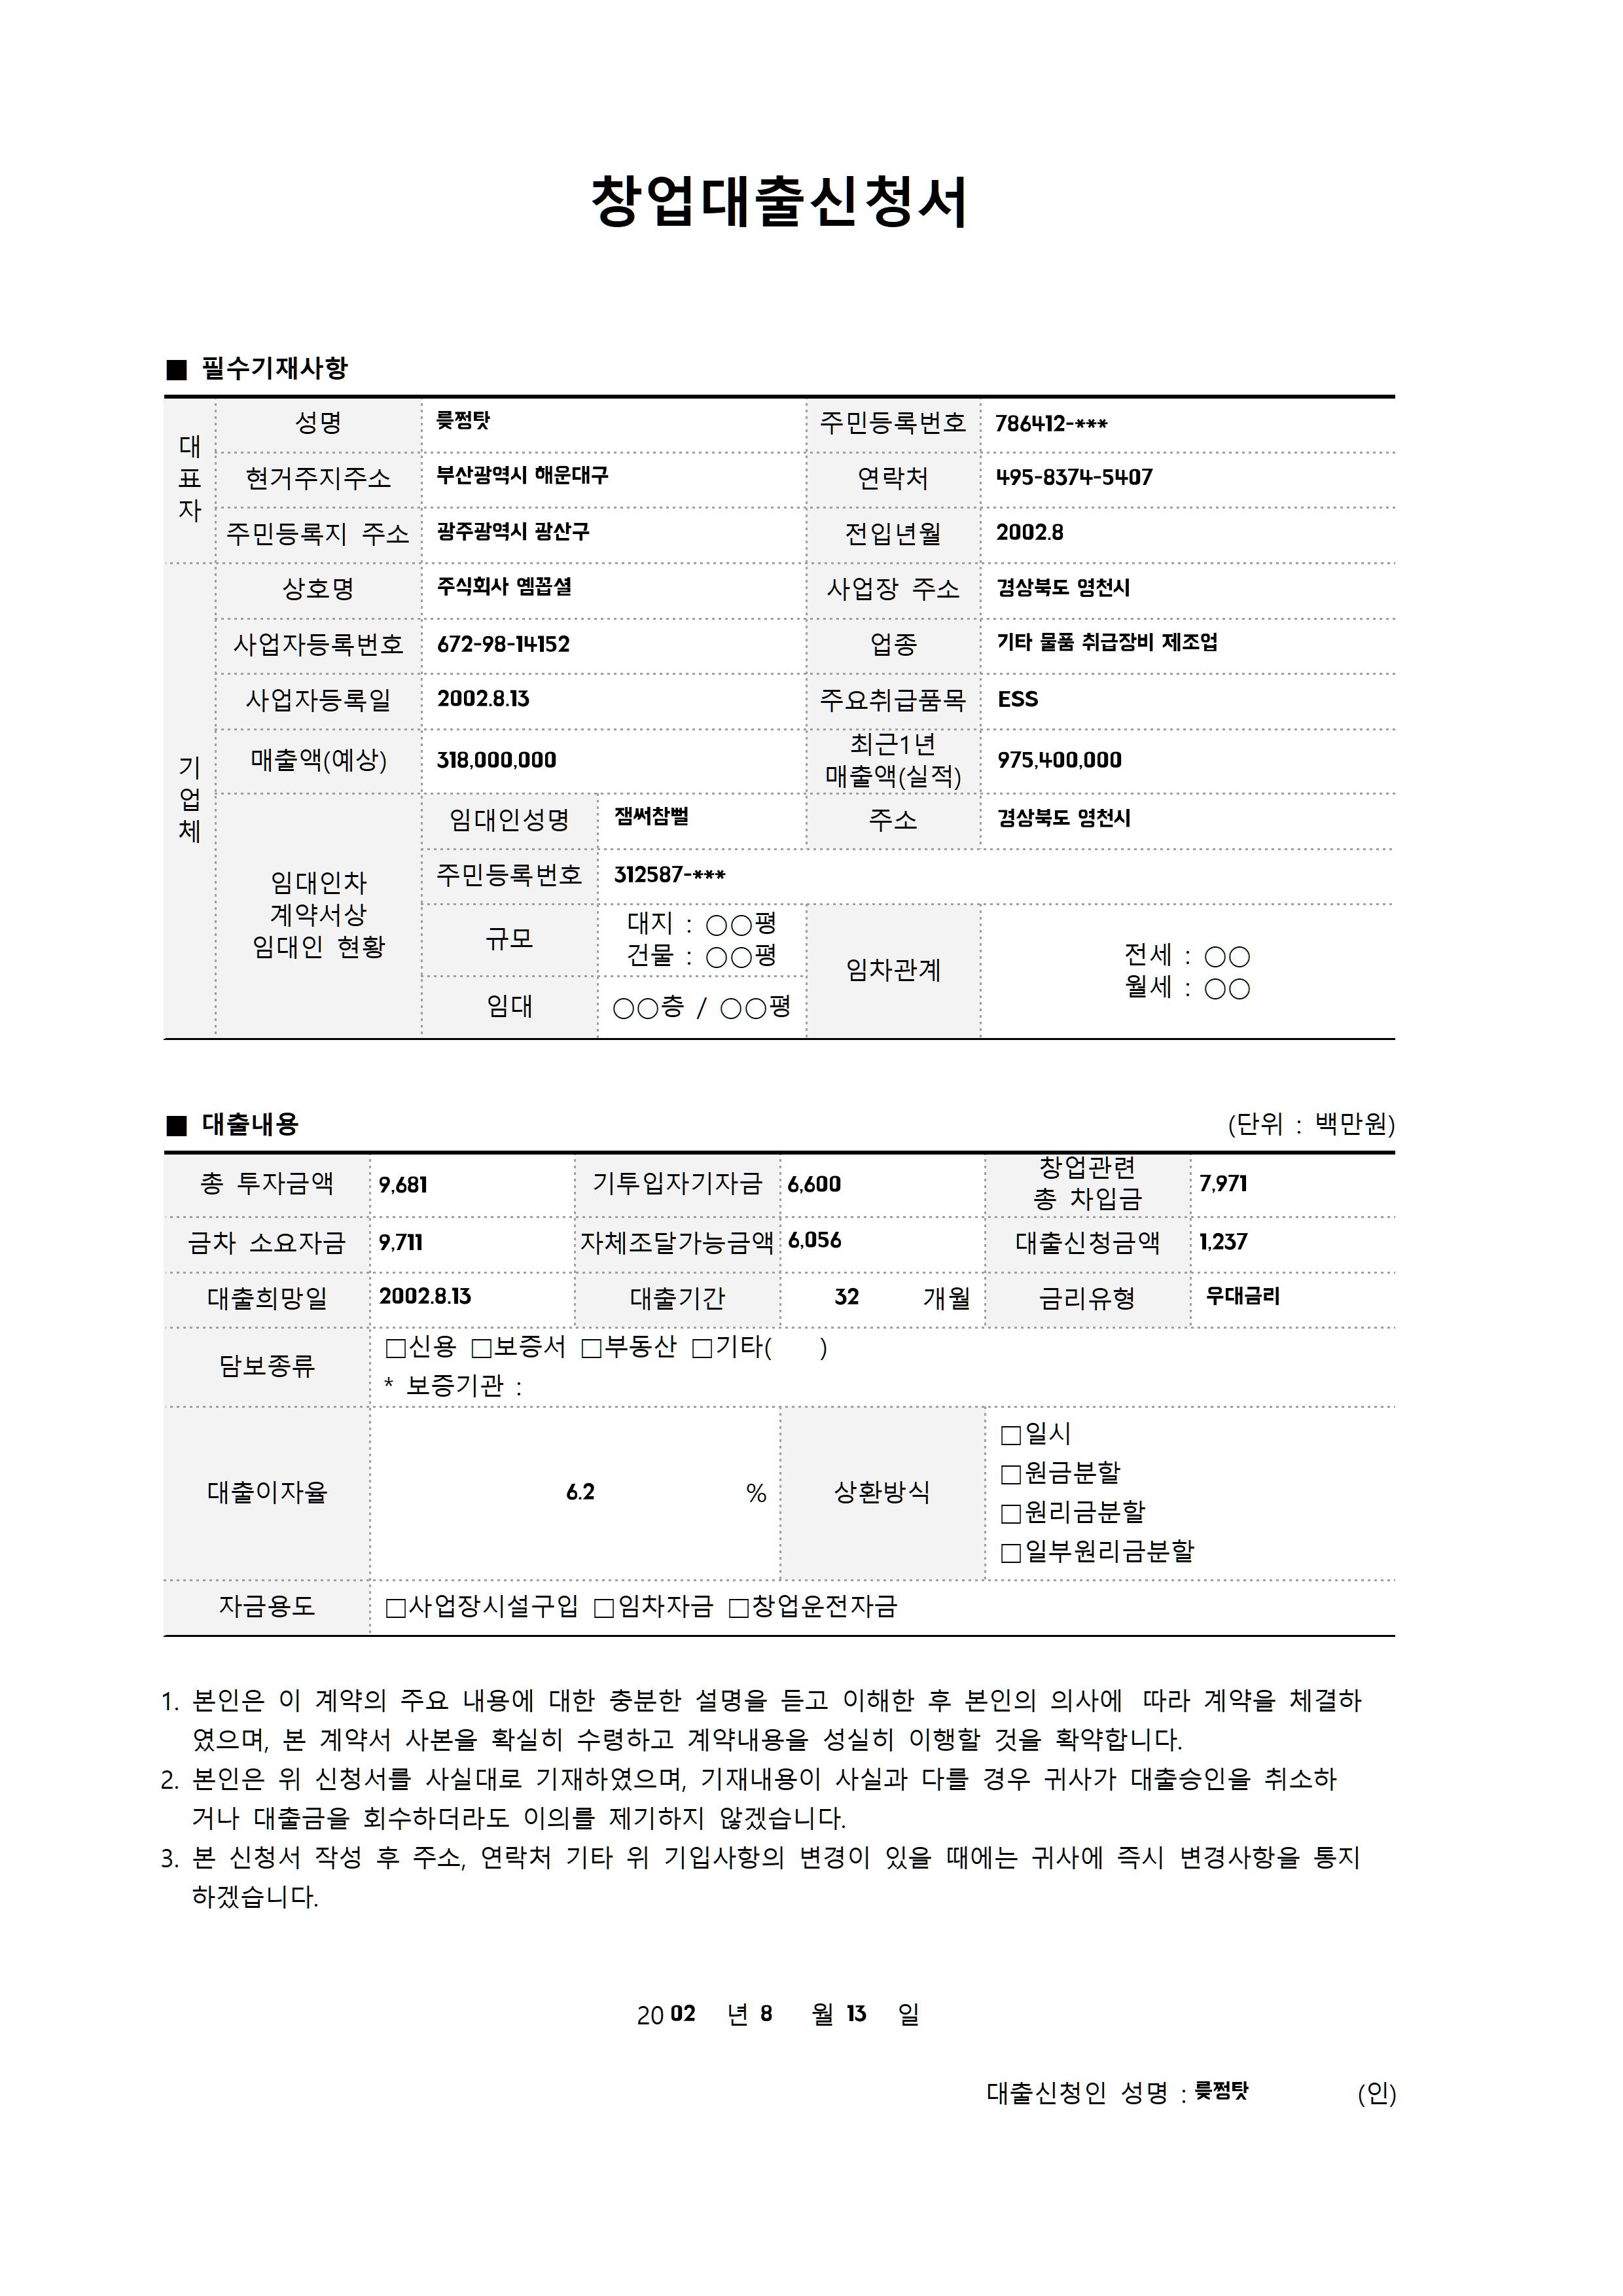 창업대출신청서
■ 필수기재사항
대표자
성명 릊쩡탓 주민등록번호 786412-***
현거주지주소 부산광역시 해운대구 연락처 495-8374-5407
주민등록지 주소 광주광역시 광산구 전입년월 2002.8
기업체
상호명 주식회사 옘꼽셜 사업장 주소 경상북도 영천시
사업자등록번호 672-98-14152 업종 기타 물품 취급장비 제조업
사업자등록일 2002.8.13 주요취급품목 ESS
매출액(예상) 318,000,000 최근1년 매출액(실적) 975,400,000
임대인차
계약서상
임대인 현황
임대인성명 잼써참뻘 주소 경상북도 영천시
주민등록번호 312587-***
규모 대지 : ○○평
건물 : ○○평
임차관계 전세 : ○○
월세 : ○○
임대 ○○층 / ○○평
■ 대출내용 (단위 : 백만원)
총 투자금액 9,681 기투입자기자금 6,600 창업관련 총 차입금 7,971
금차 소요자금 9,711 자체조달가능금액 6,056 대출신청금액 1,237
대출희망일 2002.8.13 대출기간 32 개월 금리유형 우대금리
담보종류 □신용 □보증서 □부동산 □기타( )
* 보증기관 :
대출이자율 6.2 % 상환방식
□일시
□원금분할
□원리금분할
□일부원리금분할
자금용도 □사업장시설구입 □임차자금 □창업운전자금
1. 본인은 이 계약의 주요 내용에 대한 충분한 설명을 듣고 이해한 후 본인의 의사에 따라 계약을 체결하
였으며, 본 계약서 사본을 확실히 수령하고 계약내용을 성실히 이행할 것을 확약합니다.
2. 본인은 위 신청서를 사실대로 기재하였으며, 기재내용이 사실과 다를 경우 귀사가 대출승인을 취소하
거나 대출금을 회수하더라도 이의를 제기하지 않겠습니다.
3. 본 신청서 작성 후 주소, 연락처 기타 위 기입사항의 변경이 있을 때에는 귀사에 즉시 변경사항을 통지
하겠습니다.
20 02 년 8 월 13 일
대출신청인 성명 : 릊쩡탓 (인)